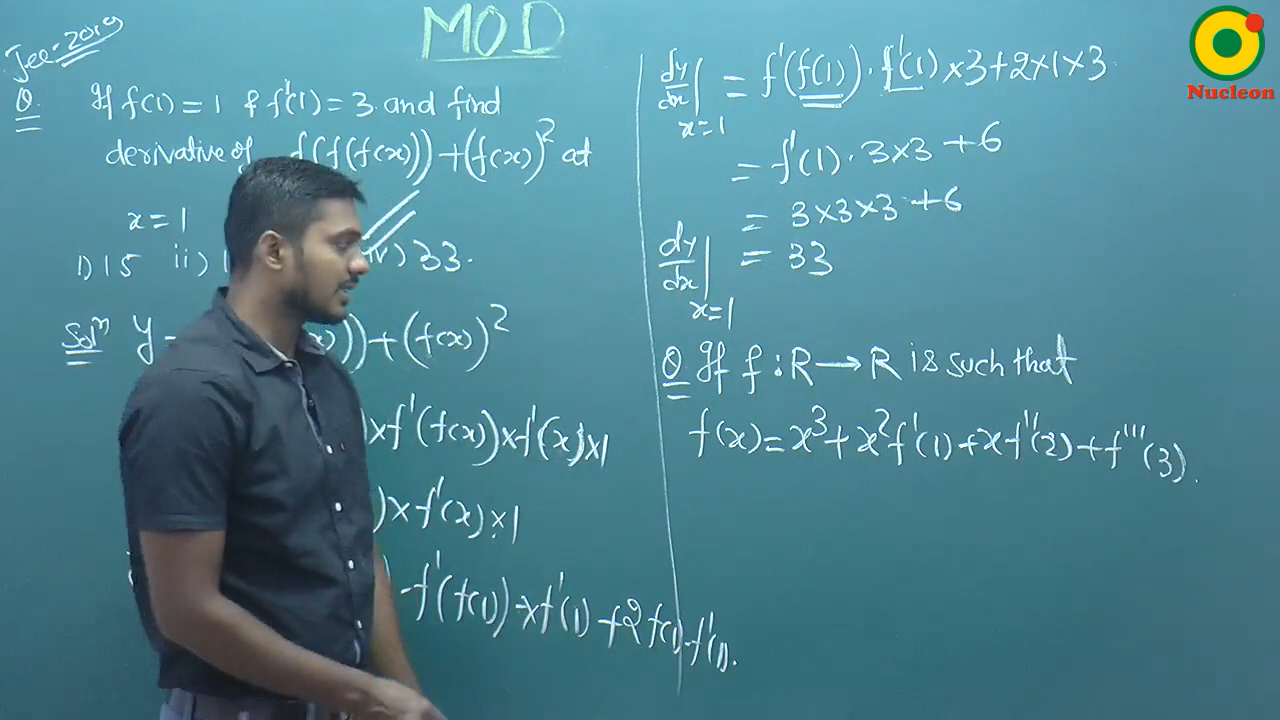 MOD
Jee-2019
Q. If f(1) = 1 & f'(1) = 3 and find
derivative of f(f(f(x))) + (f(x))² at
x = 1
i) 15 ii) iv) 33.
Solⁿ y = (x))) + (f(x))²
x f'(f(x)) x f'(x) x 1
) x f'(x) x 1
f'(f(1)) x f'(1) + 2 f(1) · f'(1).
dy/dx | x=1 = f'(f(1)) · f'(1) x 3 + 2 x 1 x 3
= f'(1) · 3 x 3 + 6
= 3 x 3 x 3 + 6
dy/dx | x=1 = 33
Q If f : R → R is such that
f(x) = x³ + x² f'(1) + x f''(2) + f'''(3).
Nucleon